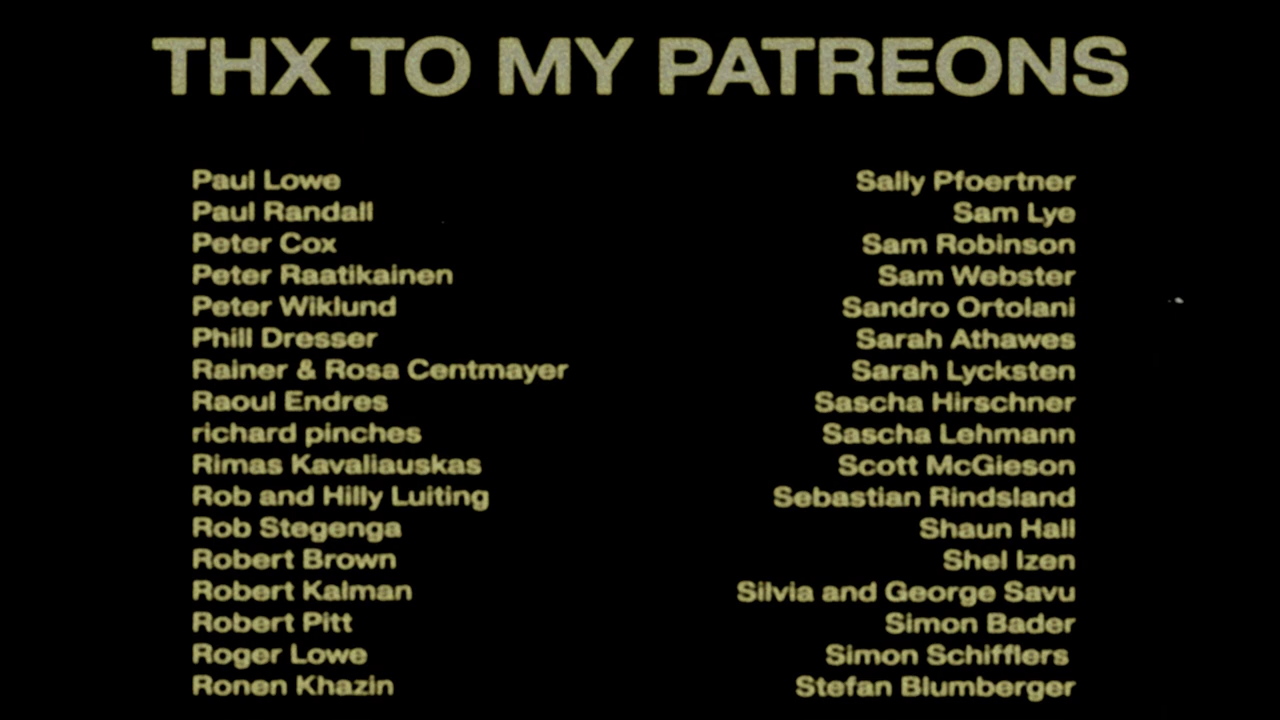 THX TO MY PATREONS
Paul Lowe
Paul Randall
Peter Cox
Peter Raatikainen
Peter Wiklund
Phill Dresser
Rainer & Rosa Centmayer
Raoul Endres
richard pinches
Rimas Kavaliauskas
Rob and Hilly Luiting
Rob Stegenga
Robert Brown
Robert Kalman
Robert Pitt
Roger Lowe
Ronen Khazin
Sally Pfoertner
Sam Lye
Sam Robinson
Sam Webster
Sandro Ortolani
Sarah Athawes
Sarah Lycksten
Sascha Hirschner
Sascha Lehmann
Scott McGieson
Sebastian Rindsland
Shaun Hall
Shel Izen
Silvia and George Savu
Simon Bader
Simon Schifflers
Stefan Blumberger